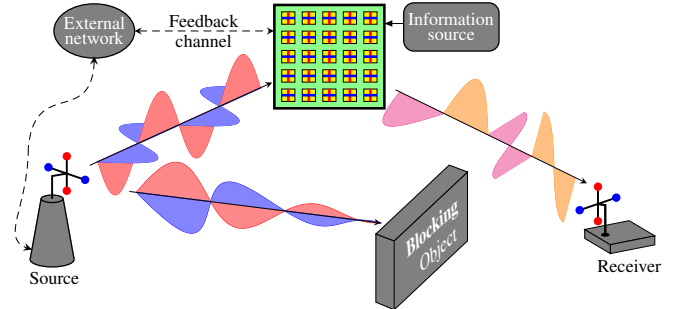 External
network
Feedback
channel
Information
source
Blocking
Object
Source
Receiver